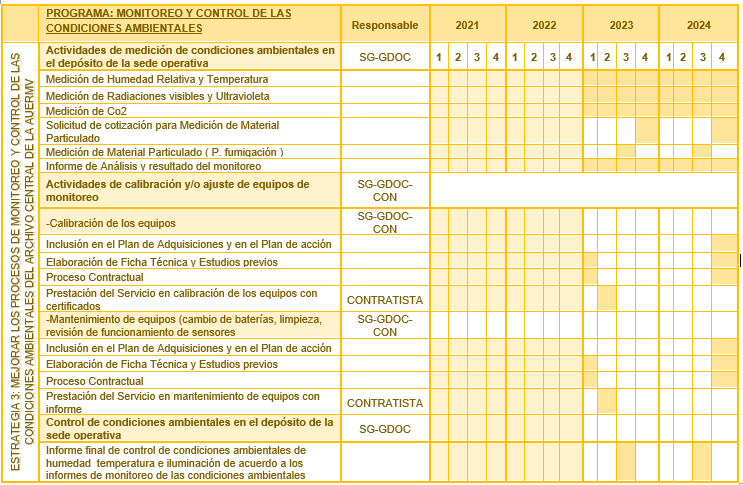 ESTRATEGIA 3: MEJORAR LOS PROCESOS DE MONITOREO Y CONTROL DE LAS
CONDICIONES AMBIENTALES DEL ARCHIVO CENTRAL DE LA AUERMV
PROGRAMA: MONITOREO Y CONTROL DE LAS
CONDICIONES AMBIENTALES
Responsable 2021 2022 2023 2024
Actividades de medición de condiciones ambientales en
el depósito de la sede operativa
SG-GDOC 1 2 3 4 1 2 3 4 1 2 3 4 1 2 3 4
Medición de Humedad Relativa y Temperatura
Medición de Radiaciones visibles y Ultravioleta
Medición de Co2
Solicitud de cotización para Medición de Material
Particulado
Medición de Material Particulado ( P. fumigación )
Informe de Análisis y resultado del monitoreo
Actividades de calibración y/o ajuste de equipos de
monitoreo
SG-GDOC-
CON
-Calibración de los equipos
SG-GDOC-
CON
Inclusión en el Plan de Adquisiciones y en el Plan de acción
Elaboración de Ficha Técnica y Estudios previos
Proceso Contractual
Prestación del Servicio en calibración de los equipos con
certificados
CONTRATISTA
-Mantenimiento de equipos (cambio de baterías, limpieza,
revisión de funcionamiento de sensores
SG-GDOC-
CON
Inclusión en el Plan de Adquisiciones y en el Plan de acción
Elaboración de Ficha Técnica y Estudios previos
Proceso Contractual
Prestación del Servicio en mantenimiento de equipos con
informe
CONTRATISTA
Control de condiciones ambientales en el depósito de la
sede operativa
SG-GDOC
Informe final de control de condiciones ambientales de
humedad temperatura e iluminación de acuerdo a los
informes de monitoreo de las condiciones ambientales